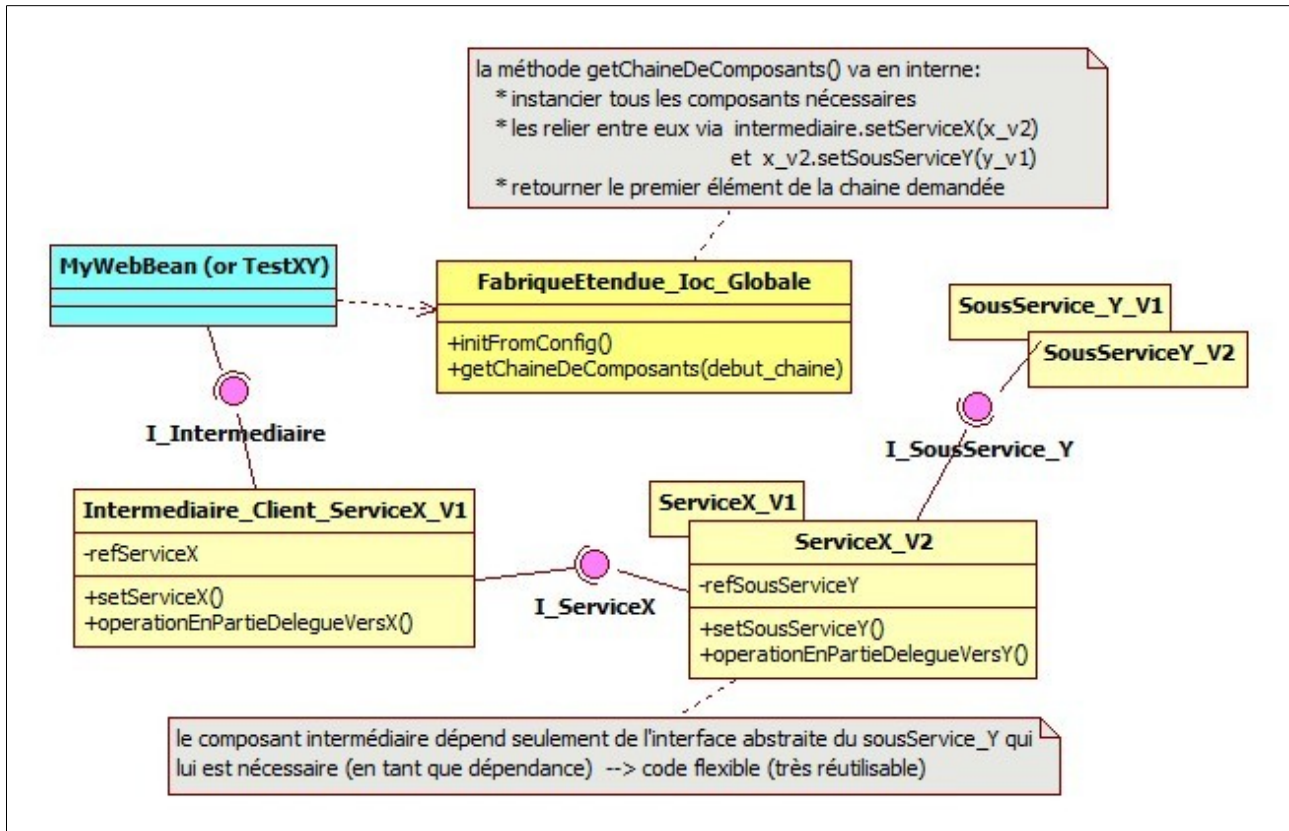 la méthode getChaineDeComposants() va en interne:
* instancier tous les composants nécessaires
* les relier entre eux via intermediaire.setServiceX(x_v2)
et x_v2.setSousServiceY(y_v1)
* retourner le premier élément de la chaine demandée
MyWebBean (or TestXY)
FabriqueEtendue_Ioc_Globale
+initFromConfig()
+getChaineDeComposants(debut_chaine)
SousService_Y_V1
SousServiceY_V2
I_Intermediaire
I_SousService_Y
Intermediaire_Client_ServiceX_V1
-refServiceX
+setServiceX()
+operationEnPartieDelegueVersX()
I_ServiceX
ServiceX_V1
ServiceX_V2
-refSousServiceY
+setSousServiceY()
+operationEnPartieDelegueVersY()
le composant intermédiaire dépend seulement de l'interface abstraite du sousService_Y qui
lui est nécessaire (en tant que dépendance) --> code flexible (très réutilisable)